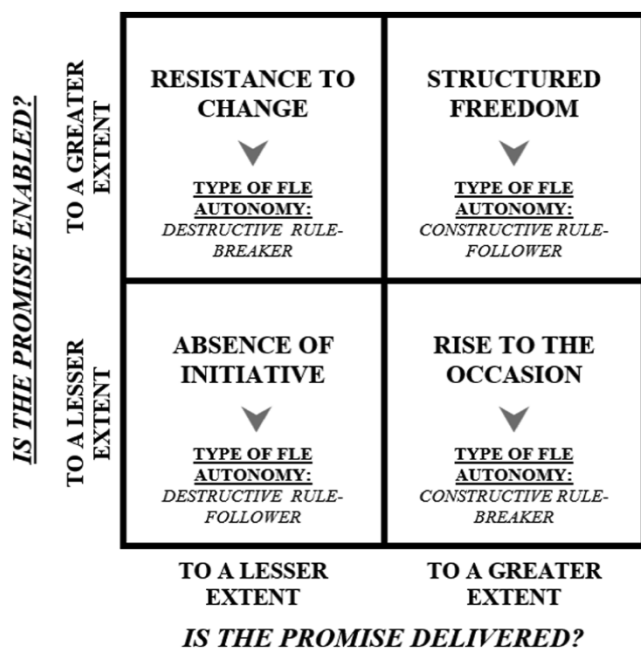 IS THE PROMISE ENABLED?
TO A GREATER
EXTENT
RESISTANCE TO
CHANGE
TYPE OF FLE
AUTONOMY:
DESTRUCTIVE RULE-
BREAKER
STRUCTURED
FREEDOM
TYPE OF FLE
AUTONOMY:
CONSTRUCTIVE RULE-
FOLLOWER
TO A LESSER
EXTENT
ABSENCE OF
INITIATIVE
TYPE OF FLE
AUTONOMY:
DESTRUCTIVE RULE-
FOLLOWER
RISE TO THE
OCCASION
TYPE OF FLE
AUTONOMY:
CONSTRUCTIVE RULE-
BREAKER
TO A LESSER
EXTENT
TO A GREATER
EXTENT
IS THE PROMISE DELIVERED?